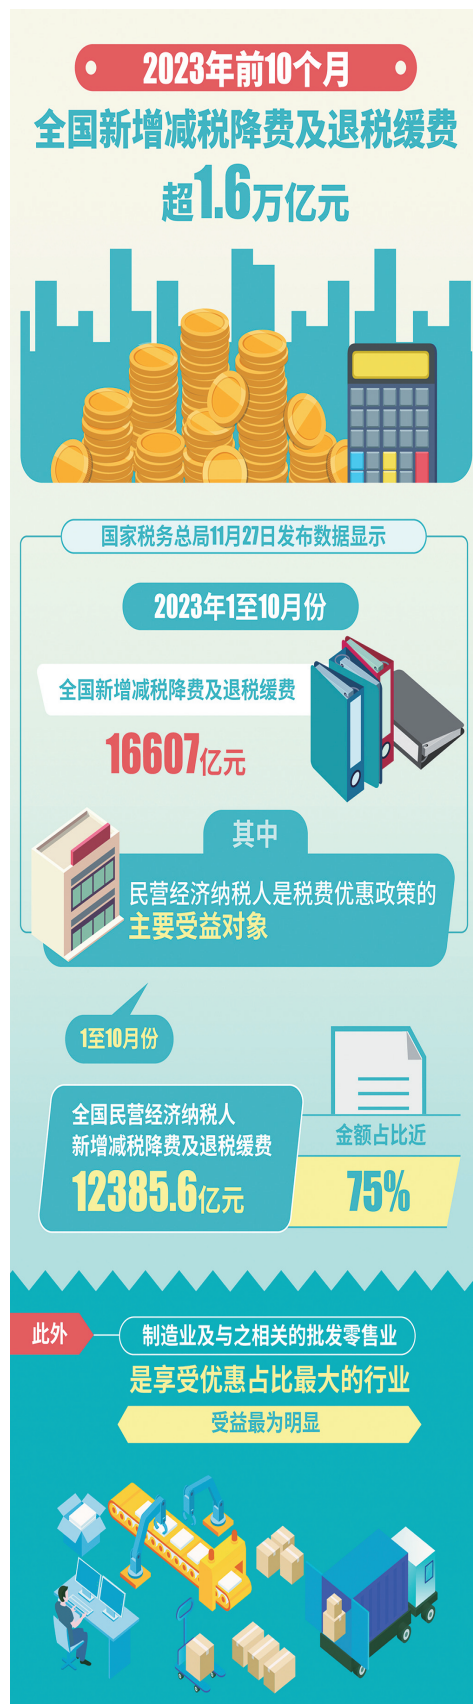 2023年前10个月
全国新增减税降费及退税缓费
超1.6万亿元
国家税务总局11月27日发布数据显示
2023年1至10月份
全国新增减税降费及退税缓费
16607亿元
其中
民营经济纳税人是税费优惠政策的
主要受益对象
1至10月份
全国民营经济纳税人
新增减税降费及退税缓费
12385.6亿元
金额占比近
75%
此外
制造业及与之相关的批发零售业
是享受优惠占比最大的行业
受益最为明显